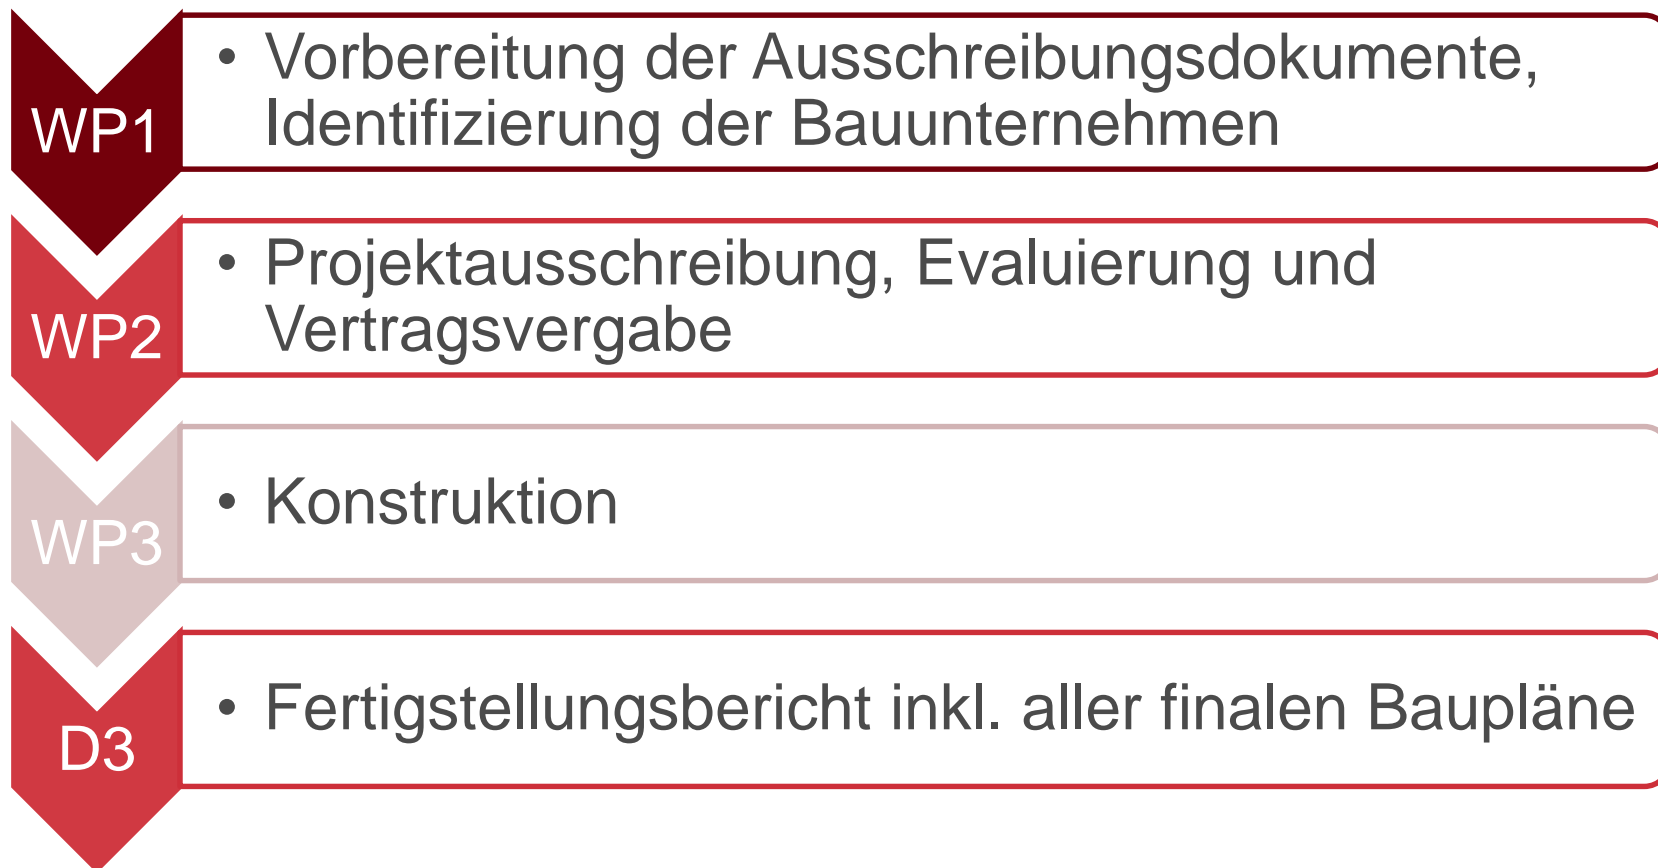 WP1
• Vorbereitung der Ausschreibungsdokumente,
Identifizierung der Bauunternehmen
WP2
• Projektausschreibung, Evaluierung und
Vertragsvergabe
WP3
• Konstruktion
D3
• Fertigstellungsbericht inkl. aller finalen Baupläne